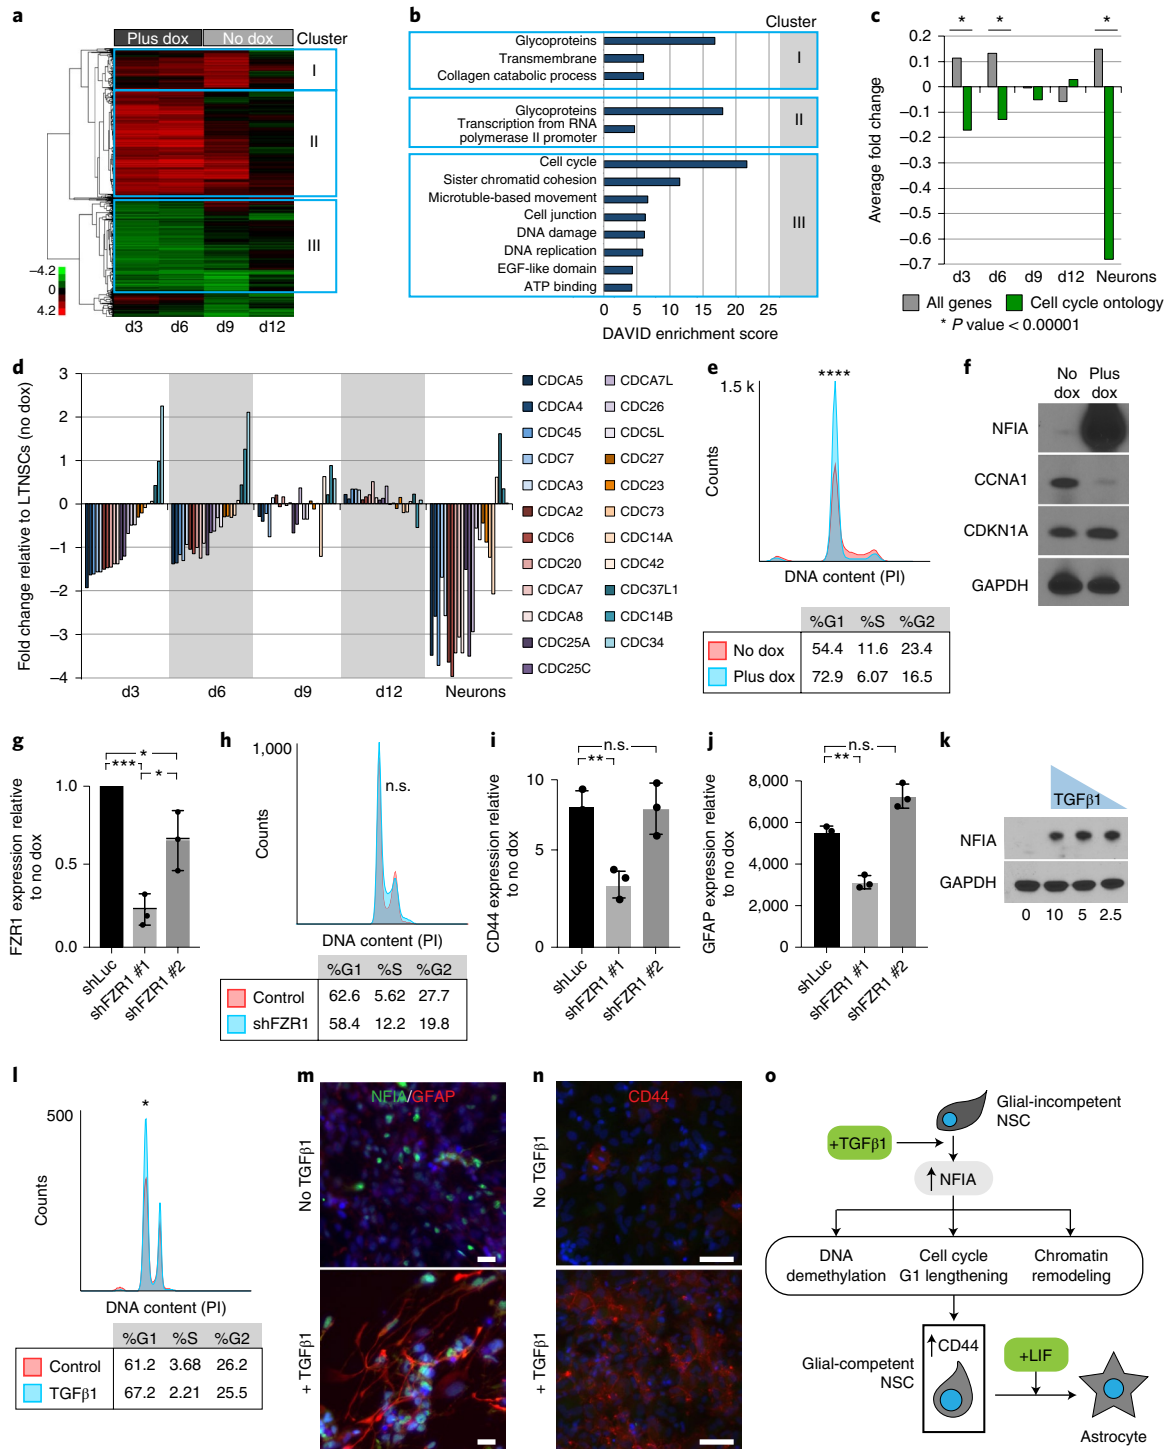 a
Plus dox
No dox
Cluster
I
II
III
−4.2
0
4.2
d3
d6
d9
d12
b
Cluster
Glycoproteins
Transmembrane
Collagen catabolic process
I
Glycoproteins
Transcription from RNA
polymerase II promoter
II
Cell cycle
Sister chromatid cohesion
Microtuble-based movement
Cell junction
DNA damage
DNA replication
EGF-like domain
ATP binding
III
0 5 10 15 20 25
DAVID enrichment score
c
* * *
0.2
0.1
0
−0.1
−0.2
−0.3
−0.4
−0.5
−0.6
−0.7
Average fold change
d3 d6 d9 d12 Neurons
All genes
Cell cycle ontology
* P value < 0.00001
d
3
2
1
0
−1
−2
−3
−4
Fold change relative to LTNSCs (no dox)
d3 d6 d9 d12 Neurons
CDCA5
CDCA4
CDC45
CDC7
CDCA3
CDCA2
CDC6
CDC20
CDCA7
CDCA8
CDC25A
CDC25C
CDCA7L
CDC26
CDC5L
CDC27
CDC23
CDC73
CDC14A
CDC42
CDC37L1
CDC14B
CDC34
e
1.5 k
****
Counts
DNA content (PI)
%G1 %S %G2
No dox 54.4 11.6 23.4
Plus dox 72.9 6.07 16.5
f
No
dox
Plus
dox
NFIA
CCNA1
CDKN1A
GAPDH
g
*
***
*
1.0
0.5
0.0
FZR1 expression relative
to no dox
shLuc
shFZR1 #1
shFZR1 #2
h
1,000
n.s.
Counts
DNA content (PI)
%G1 %S %G2
Control 62.6 5.62 27.7
shFZR1 58.4 12.2 19.8
i
n.s.
**
10
5
0
CD44 expression relative
to no dox
shLuc
shFZR1 #1
shFZR1 #2
j
n.s.
**
8,000
6,000
4,000
2,000
0
GFAP expression relative
to no dox
shLuc
shFZR1 #1
shFZR1 #2
k
TGFβ1
NFIA
GAPDH
0 10 5 2.5
l
500
*
Counts
DNA content (PI)
%G1 %S %G2
Control 61.2 3.68 26.2
TGFβ1 67.2 2.21 25.5
m
NFIA/GFAP
No TGFβ1
+ TGFβ1
n
CD44
No TGFβ1
+ TGFβ1
o
Glial-incompetent
NSC
+TGFβ1
↑NFIA
DNA
demethylation
Cell cycle
G1 lengthening
Chromatin
remodeling
↑CD44
Glial-competent
NSC
+LIF
Astrocyte